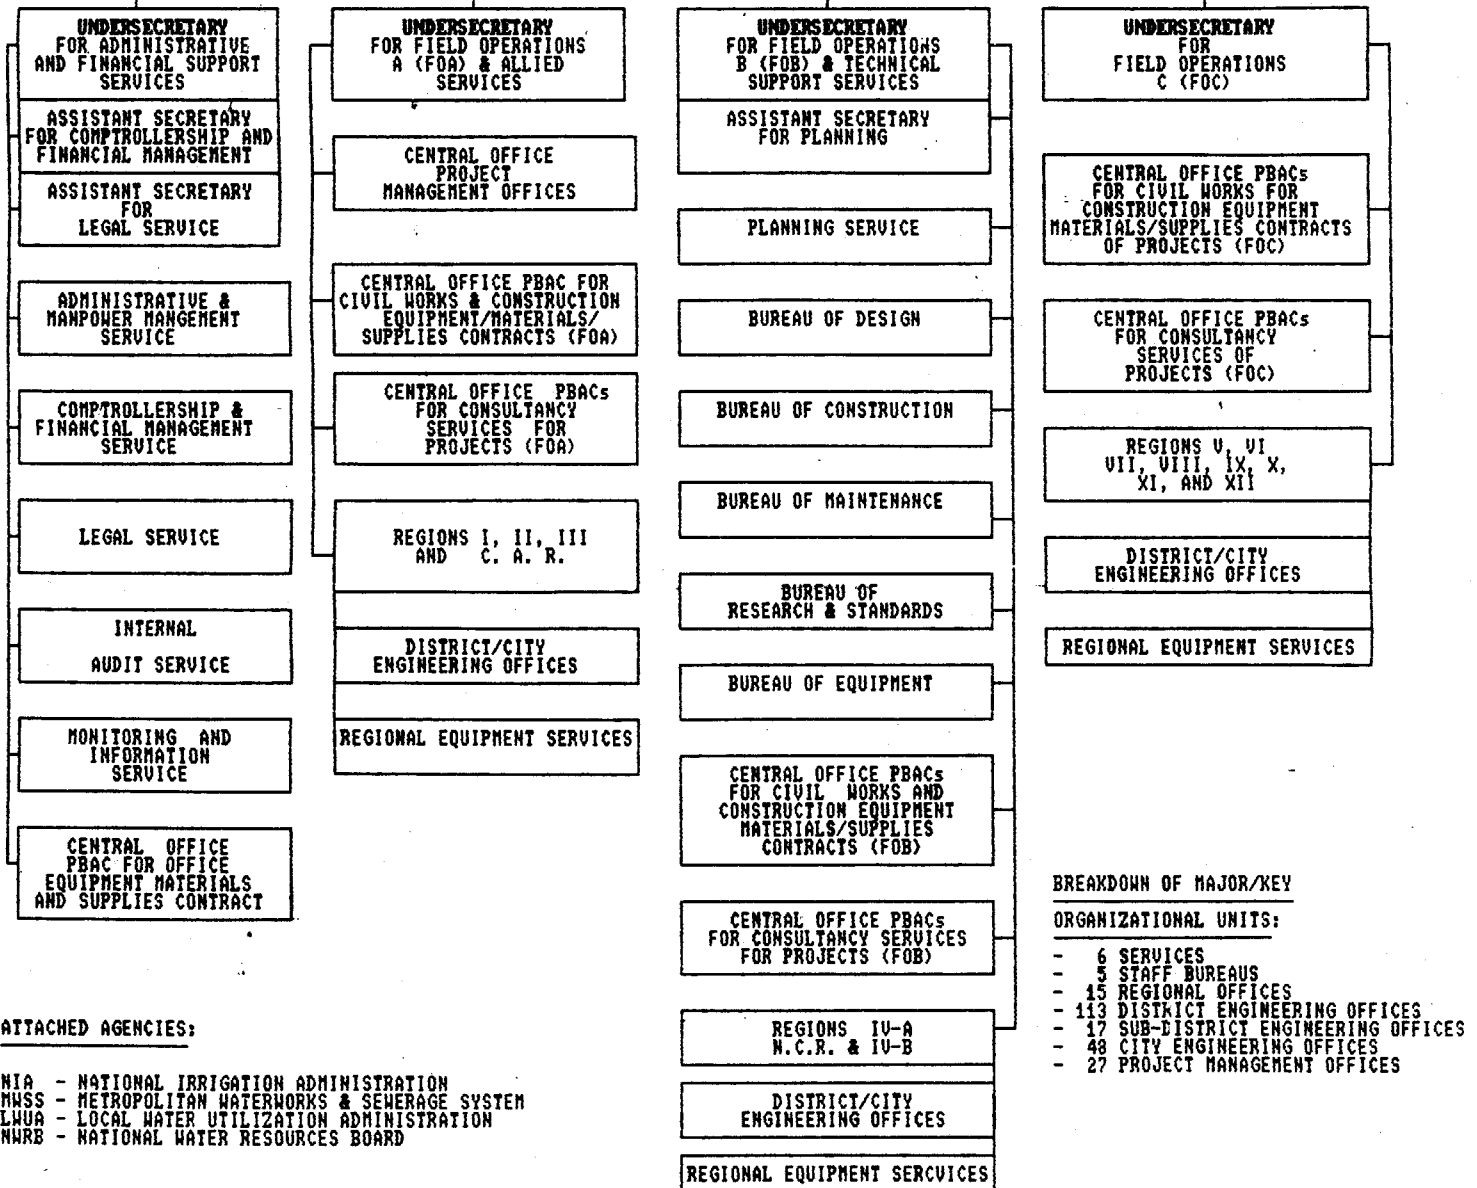 UNDERSECRETARY
FOR ADMINISTRATIVE
AND FINANCIAL SUPPORT
SERVICES
ASSISTANT SECRETARY
FOR COMPTROLLERSHIP AND
FINANCIAL MANAGEMENT
ASSISTANT SECRETARY
FOR
LEGAL SERVICE
ADMINISTRATIVE &
MANPOWER MANGEMENT
SERVICE
COMPTROLLERSHIP &
FINANCIAL MANAGEMENT
SERVICE
LEGAL SERVICE
INTERNAL
AUDIT SERVICE
MONITORING AND
INFORMATION
SERVICE
CENTRAL OFFICE
PBAC FOR OFFICE
EQUIPMENT MATERIALS
AND SUPPLIES CONTRACT
UNDERSECRETARY
FOR FIELD OPERATIONS
A (FOA) & ALLIED
SERVICES
CENTRAL OFFICE
PROJECT
MANAGEMENT OFFICES
CENTRAL OFFICE PBAC FOR
CIVIL WORKS & CONSTRUCTION
EQUIPMENT/MATERIALS/
SUPPLIES CONTRACTS (FOA)
CENTRAL OFFICE PBACs
FOR CONSULTANCY
SERVICES FOR
PROJECTS (FOA)
REGIONS I, II, III
AND C. A. R.
DISTRICT/CITY
ENGINEERING OFFICES
REGIONAL EQUIPMENT SERVICES
UNDERSECRETARY
FOR FIELD OPERATIONS
B (FOB) & TECHNICAL
SUPPORT SERVICES
ASSISTANT SECRETARY
FOR PLANNING
PLANNING SERVICE
BUREAU OF DESIGN
BUREAU OF CONSTRUCTION
BUREAU OF MAINTENANCE
BUREAU OF
RESEARCH & STANDARDS
BUREAU OF EQUIPMENT
CENTRAL OFFICE PBACs
FOR CIVIL WORKS AND
CONSTRUCTION EQUIPMENT
MATERIALS/SUPPLIES
CONTRACTS (FOB)
CENTRAL OFFICE PBACs
FOR CONSULTANCY SERVICES
FOR PROJECTS (FOB)
REGIONS IV-A
N.C.R. & IV-B
DISTRICT/CITY
ENGINEERING OFFICES
REGIONAL EQUIPMENT SERCVICES
UNDERSECRETARY
FOR
FIELD OPERATIONS
C (FOC)
CENTRAL OFFICE PBACs
FOR CIVIL WORKS FOR
CONSTRUCTION EQUIPMENT
MATERIALS/SUPPLIES CONTRACTS
OF PROJECTS (FOC)
CENTRAL OFFICE PBACs
FOR CONSULTANCY
SERVICES OF
PROJECTS (FOC)
REGIONS V, VI
VII, VIII, IX, X,
XI, AND XII
DISTRICT/CITY
ENGINEERING OFFICES
REGIONAL EQUIPMENT SERVICES
BREAKDOWN OF MAJOR/KEY
ORGANIZATIONAL UNITS:
- 6 SERVICES
- 5 STAFF BUREAUS
- 15 REGIONAL OFFICES
- 113 DISTRICT ENGINEERING OFFICES
- 17 SUB-DISTRICT ENGINEERING OFFICES
- 48 CITY ENGINEERING OFFICES
- 27 PROJECT MANAGEMENT OFFICES
ATTACHED AGENCIES:
NIA - NATIONAL IRRIGATION ADMINISTRATION
MWSS - METROPOLITAN WATERWORKS & SEWERAGE SYSTEM
LWUA - LOCAL WATER UTILIZATION ADMINISTRATION
NWRB - NATIONAL WATER RESOURCES BOARD